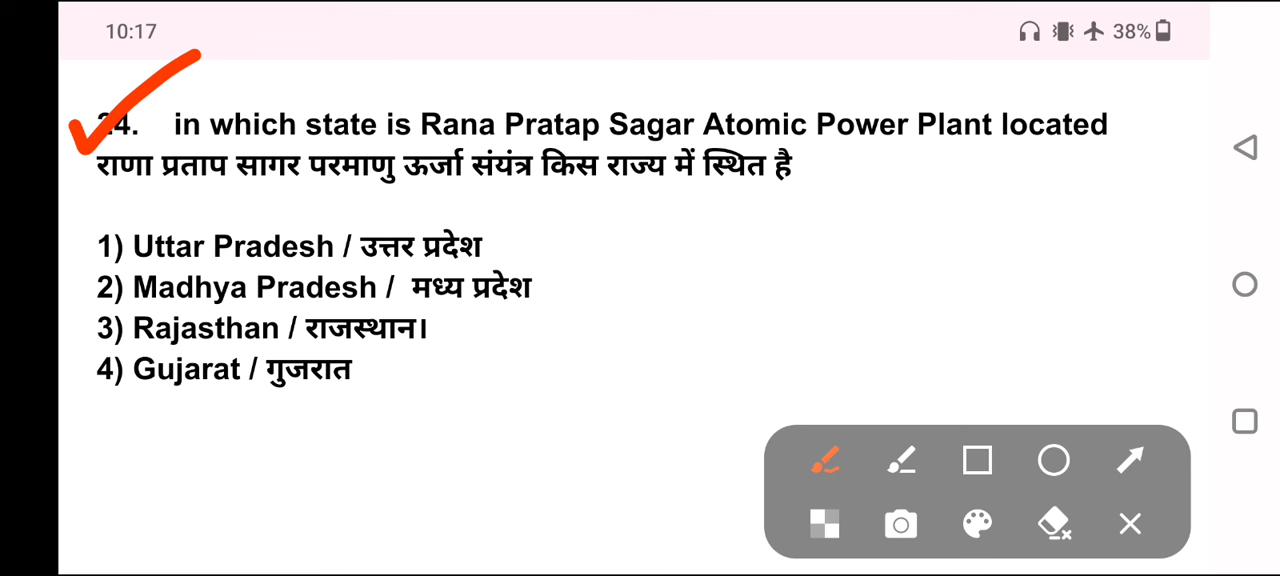 10:17
38%
24. in which state is Rana Pratap Sagar Atomic Power Plant located
राणा प्रताप सागर परमाणु ऊर्जा संयंत्र किस राज्य में स्थित है
1) Uttar Pradesh / उत्तर प्रदेश
2) Madhya Pradesh / मध्य प्रदेश
3) Rajasthan / राजस्थान।
4) Gujarat / गुजरात